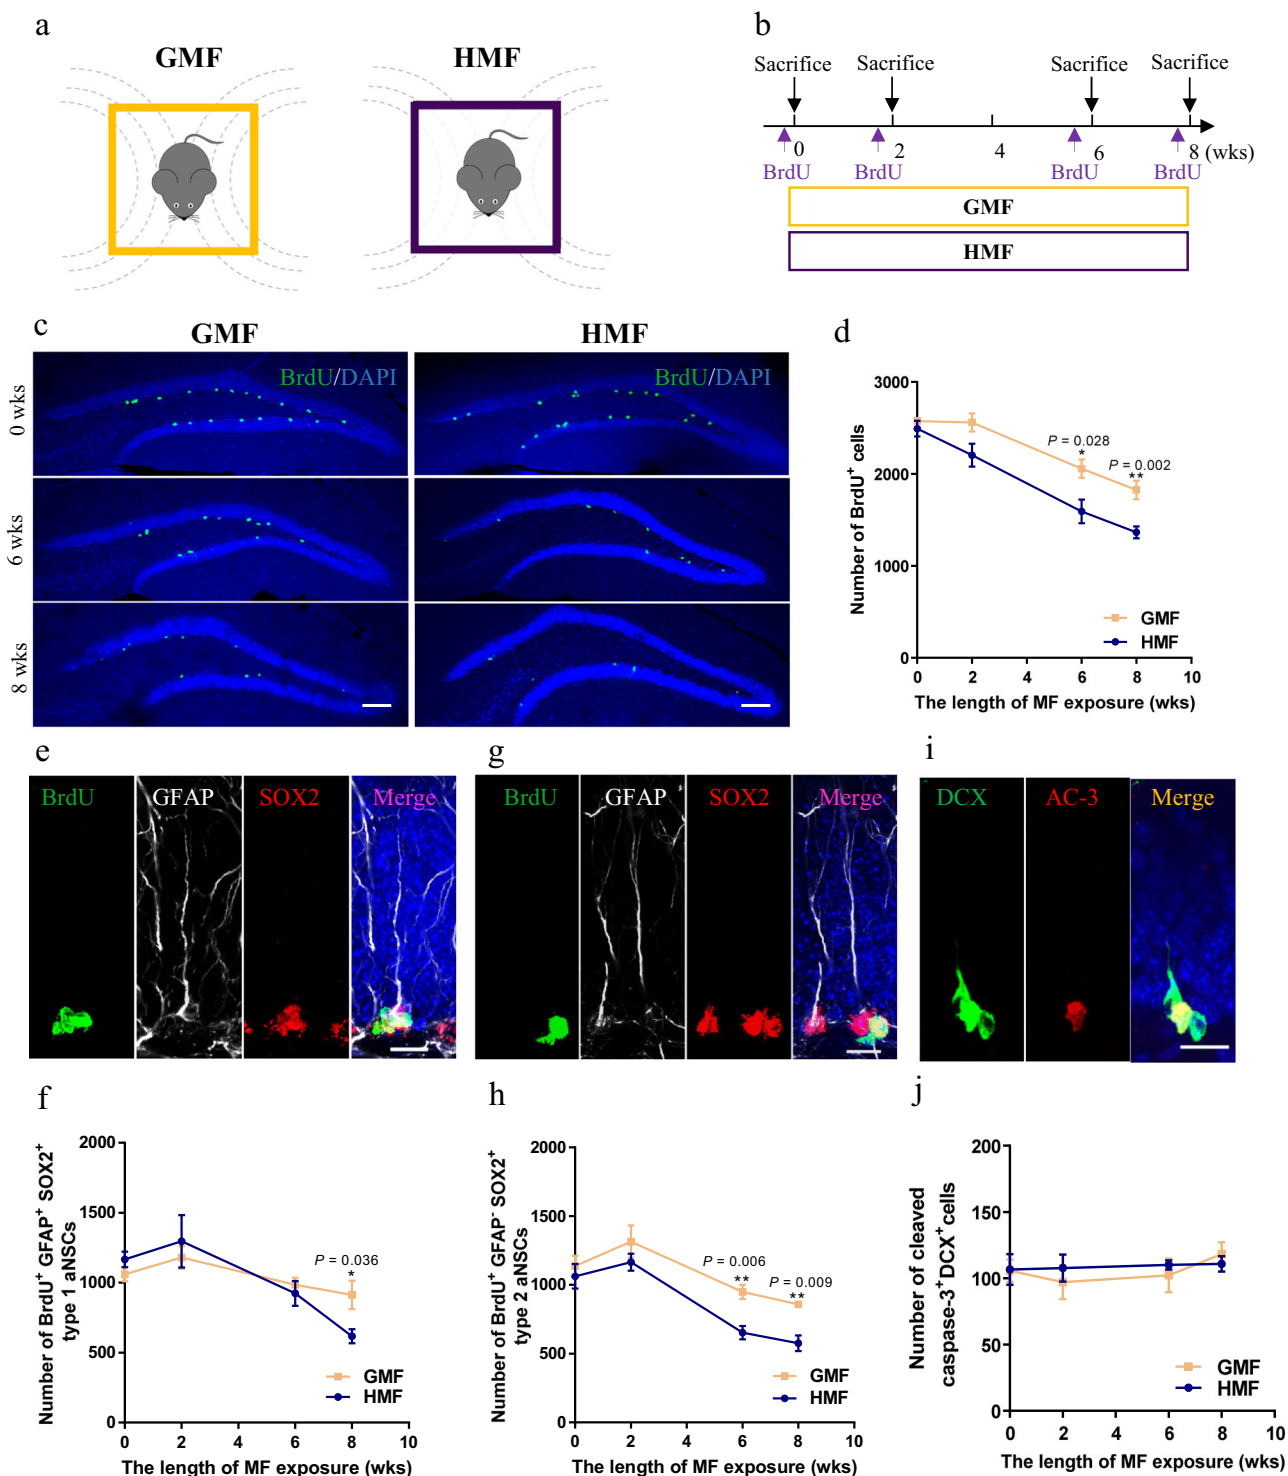 a
GMF
HMF
b
Sacrifice Sacrifice Sacrifice Sacrifice
0 2 4 6 8 (wks)
BrdU BrdU BrdU BrdU
GMF
HMF
c
GMF
HMF
0 wks
BrdU/DAPI
BrdU/DAPI
6 wks
8 wks
d
Number of BrdU⁺ cells
3000
2000
1000
0
P = 0.028
*
P = 0.002
**
GMF
HMF
0 2 4 6 8 10
The length of MF exposure (wks)
e
BrdU GFAP SOX2 Merge
g
BrdU GFAP SOX2 Merge
i
DCX AC-3 Merge
f
Number of BrdU⁺ GFAP⁺ SOX2⁺
type 1 aNSCs
2000
1500
1000
500
0
P = 0.036
*
GMF
HMF
0 2 4 6 8 10
The length of MF exposure (wks)
h
Number of BrdU⁺ GFAP⁻ SOX2⁺
type 2 aNSCs
2000
1500
1000
500
0
P = 0.006
**
P = 0.009
**
GMF
HMF
0 2 4 6 8 10
The length of MF exposure (wks)
j
Number of cleaved
caspase-3⁺DCX⁺cells
200
150
100
50
0
GMF
HMF
0 2 4 6 8 10
The length of MF exposure (wks)